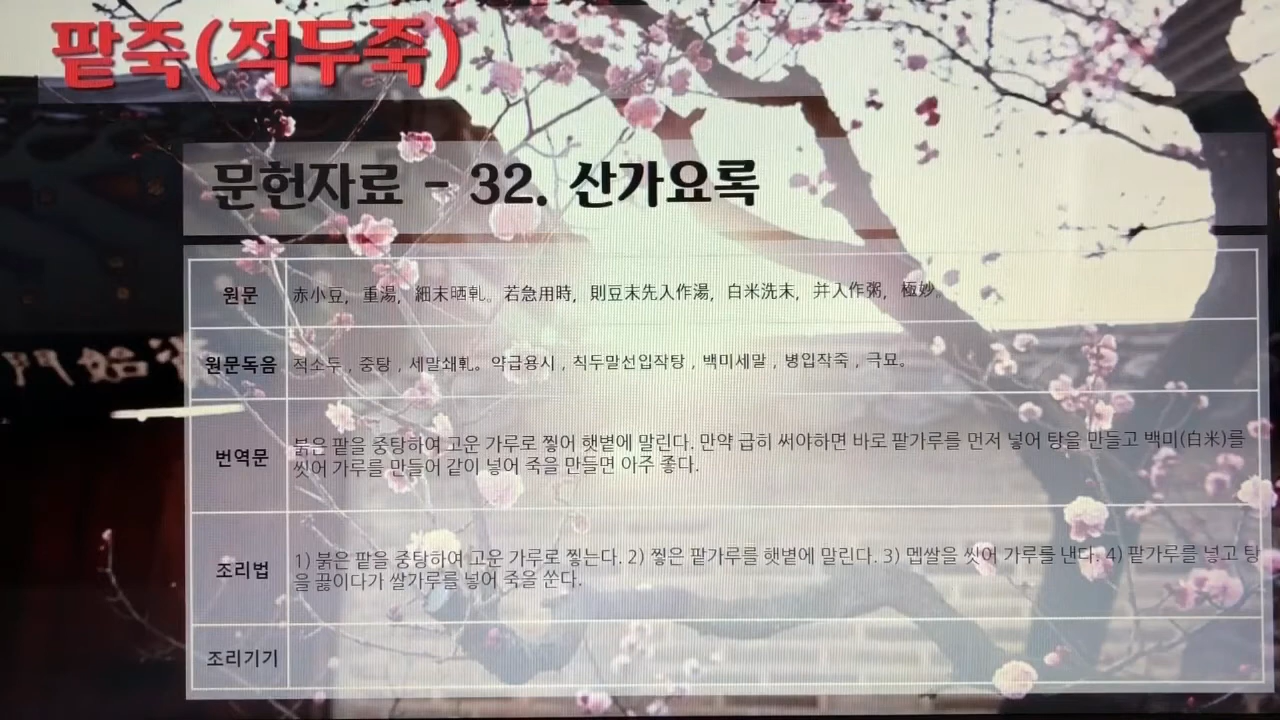 팥죽(적두죽)
문헌자료 - 32. 산가요록
원문
赤小豆, 重湯, 細末晒乹。若急用時, 則豆末先入作湯, 白米洗末, 并入作粥, 極妙。
원문독음
적소두 , 중탕 , 세말쇄乹。약급용시 , 칙두말선입작탕 , 백미세말 , 병입작죽 , 극묘。
번역문
붉은 팥을 중탕하여 고운 가루로 찧어 햇볕에 말린다. 만약 급히 써야하면 바로 팥가루를 먼저 넣어 탕을 만들고 백미(白米)를
씻어 가루를 만들어 같이 넣어 죽을 만들면 아주 좋다.
조리법
1) 붉은 팥을 중탕하여 고운 가루로 찧는다. 2) 찧은 팥가루를 햇볕에 말린다. 3) 멥쌀을 씻어 가루를 낸다. 4) 팥가루를 넣고 탕
을 끓이다가 쌀가루를 넣어 죽을 쑨다.
조리기기
門始